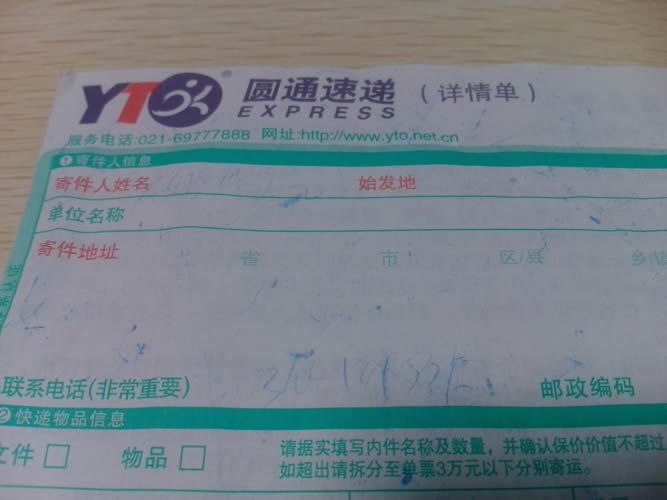 YTO® 圆通速递 (详情单)
EXPRESS
服务电话:021-69777888 网址:http://www.yto.net.cn
❶寄件人信息
寄件人姓名 始发地
单位名称
寄件地址 省 市 区/县 乡/镇
联系电话(非常重要) 邮政编码
❷快递物品信息
文件 □ 物品 □ 请据实填写内件名称及数量，并确认保价价值不超过
如超出请拆分至单票3万元以下分别寄运。